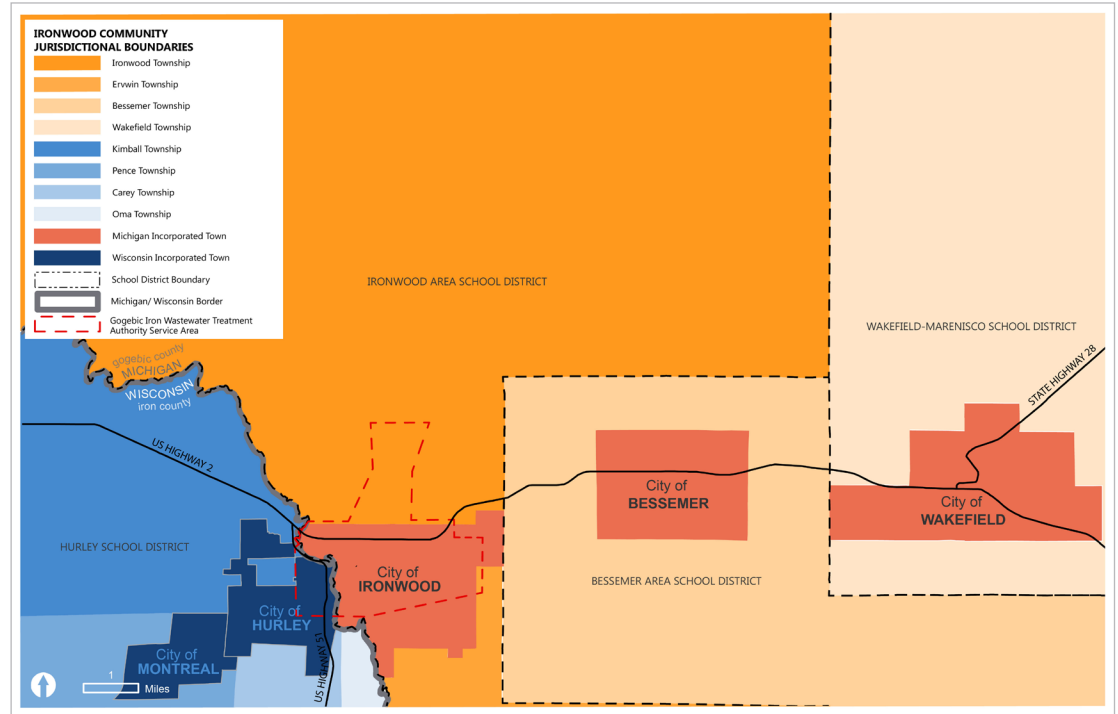 IRONWOOD COMMUNITY
JURISDICTIONAL BOUNDARIES
Ironwood Township
Ervwin Township
Bessemer Township
Wakefield Township
Kimball Township
Pence Township
Carey Township
Oma Township
Michigan Incorporated Town
Wisconsin Incorporated Town
School District Boundary
Michigan/ Wisconsin Border
Gogebic Iron Wastewater Treatment
Authority Service Area
IRONWOOD AREA SCHOOL DISTRICT
WAKEFIELD-MARENISCO SCHOOL DISTRICT
gogebic county
MICHIGAN
WISCONSIN
iron county
STATE HIGHWAY 28
US HIGHWAY 2
City of
BESSEMER
City of
WAKEFIELD
HURLEY SCHOOL DISTRICT
City of
IRONWOOD
BESSEMER AREA SCHOOL DISTRICT
City of
HURLEY
City of
MONTREAL
US HIGHWAY 51
1
Miles